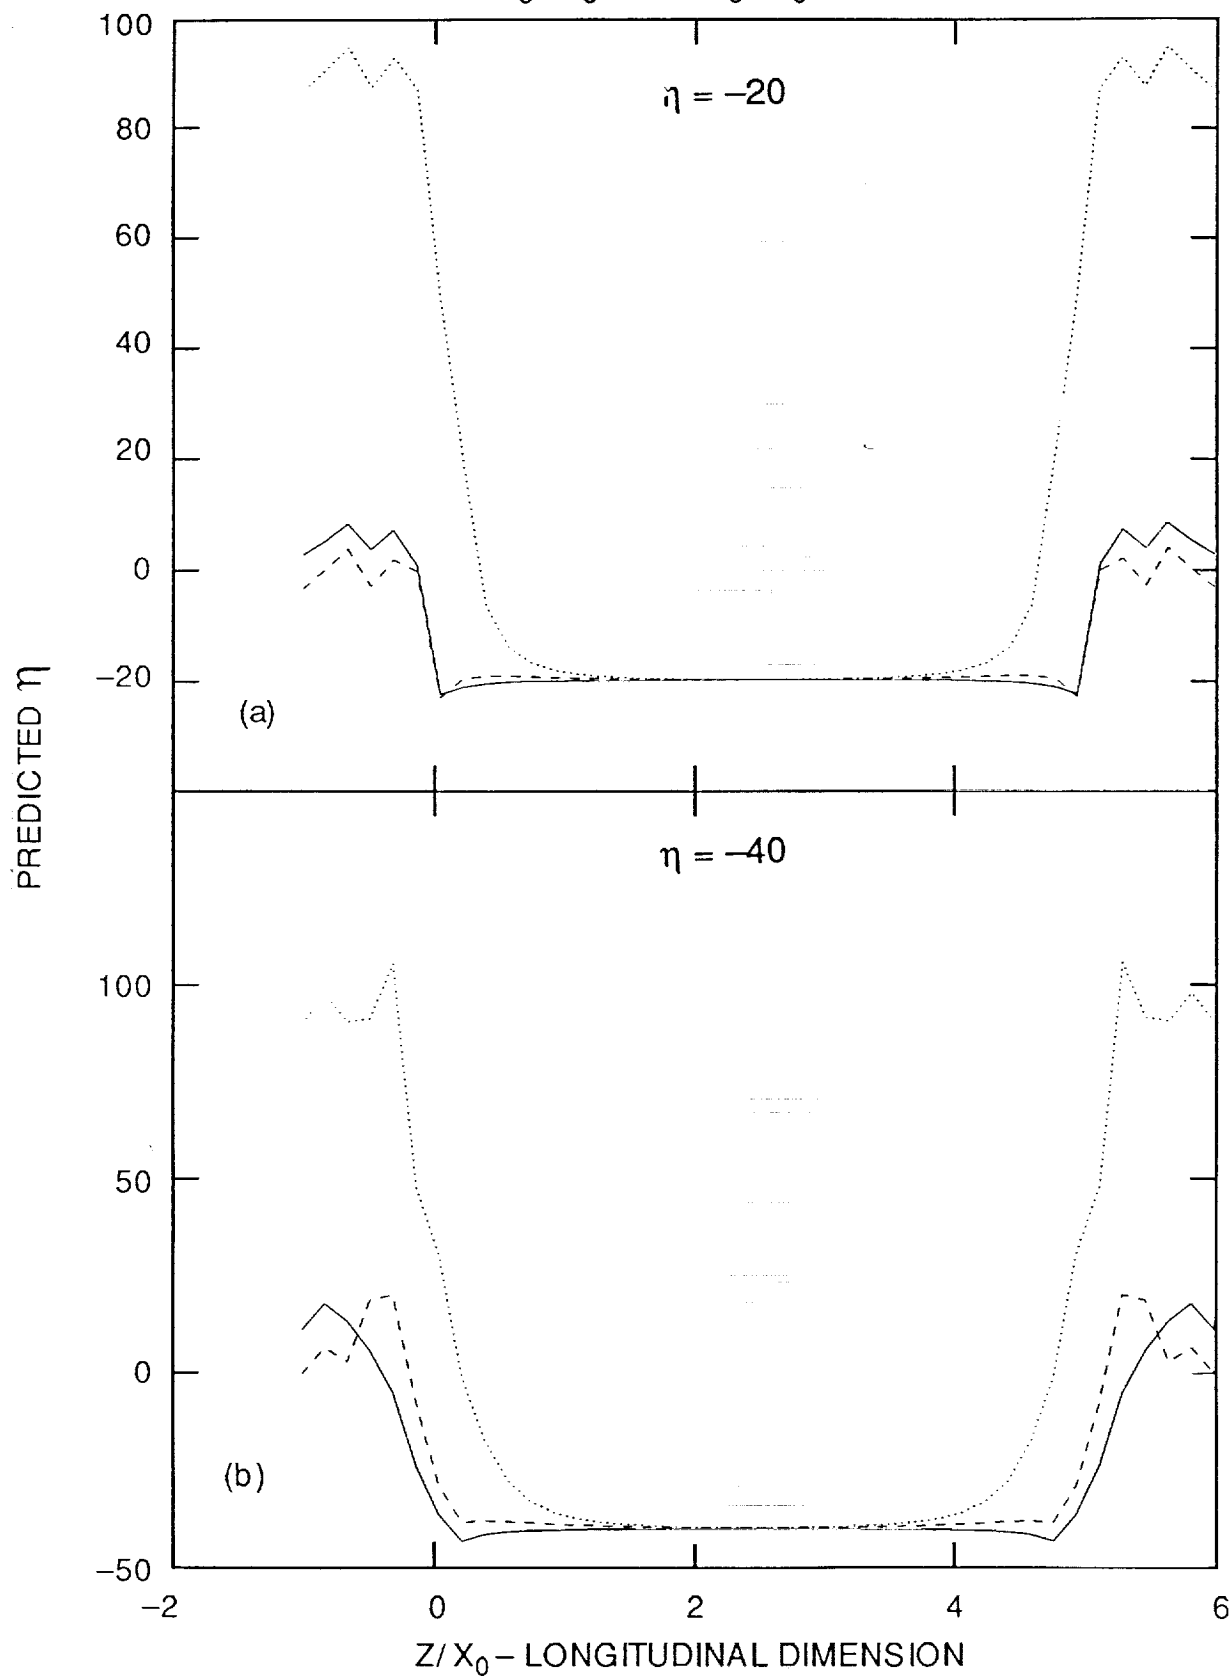 100
η = –20
80
60
40
20
0
–20
(a)
PREDICTED η
η = –40
100
50
0
(b)
–50
–2
0
2
4
6
Z/X₀ – LONGITUDINAL DIMENSION